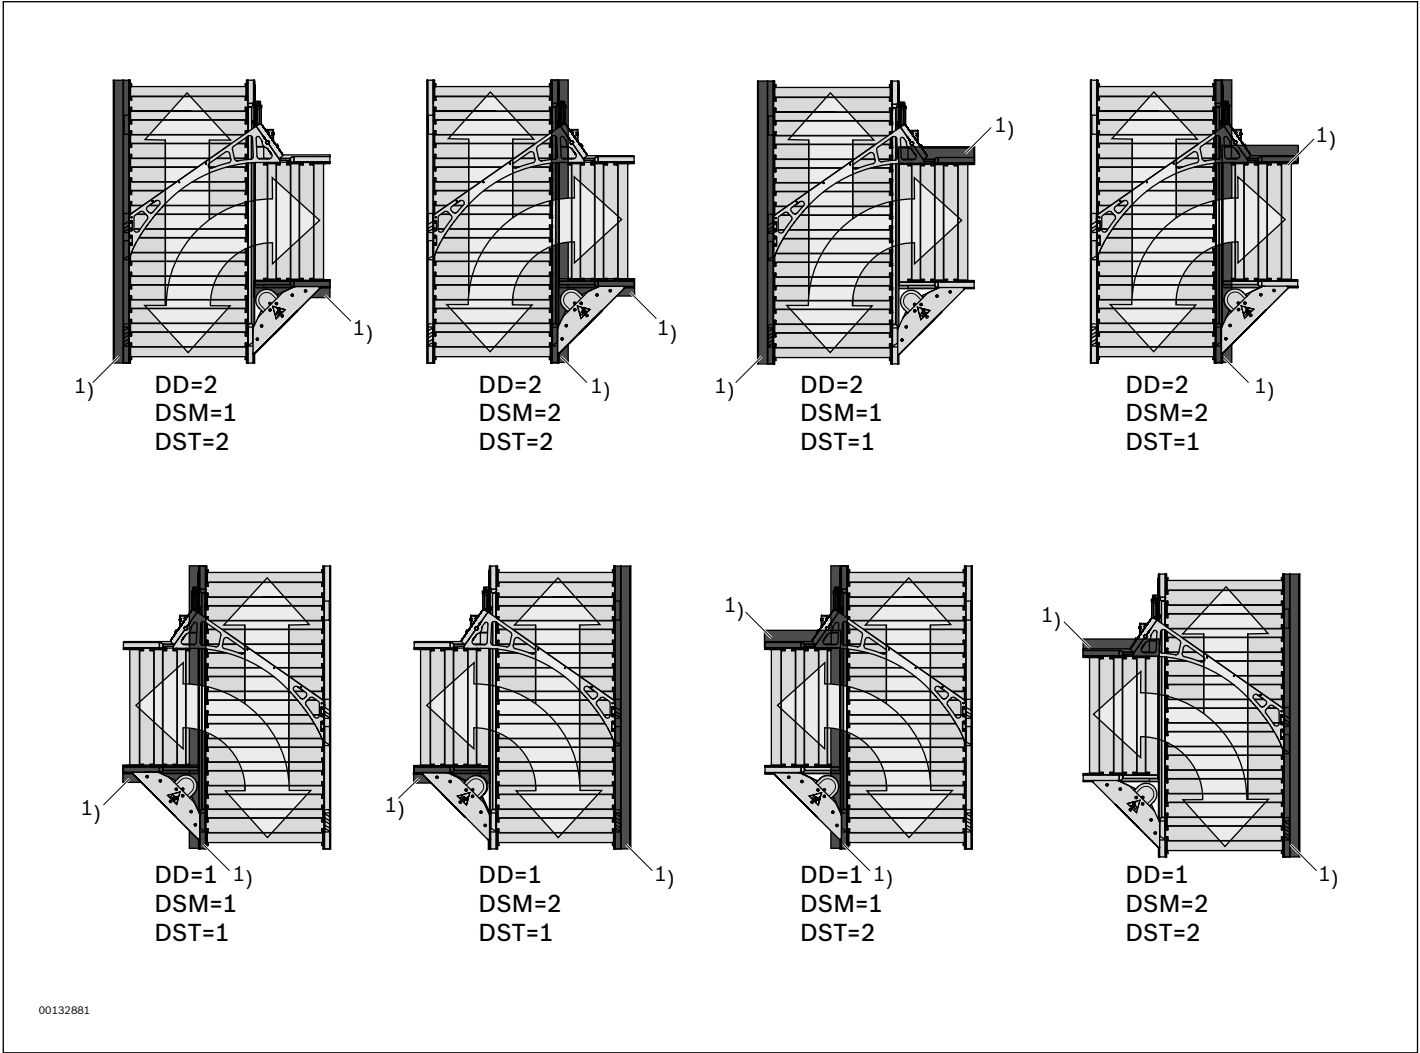 1)
1)
1)
1)
1)
1)
1)
1)
DD=2
DSM=1
DST=2
DD=2
DSM=2
DST=2
DD=2
DSM=1
DST=1
DD=2
DSM=2
DST=1
1)
1)
1)
1)
1)
1)
1)
1)
DD=1
DSM=1
DST=1
DD=1
DSM=2
DST=1
DD=1
DSM=1
DST=2
DD=1
DSM=2
DST=2
00132881